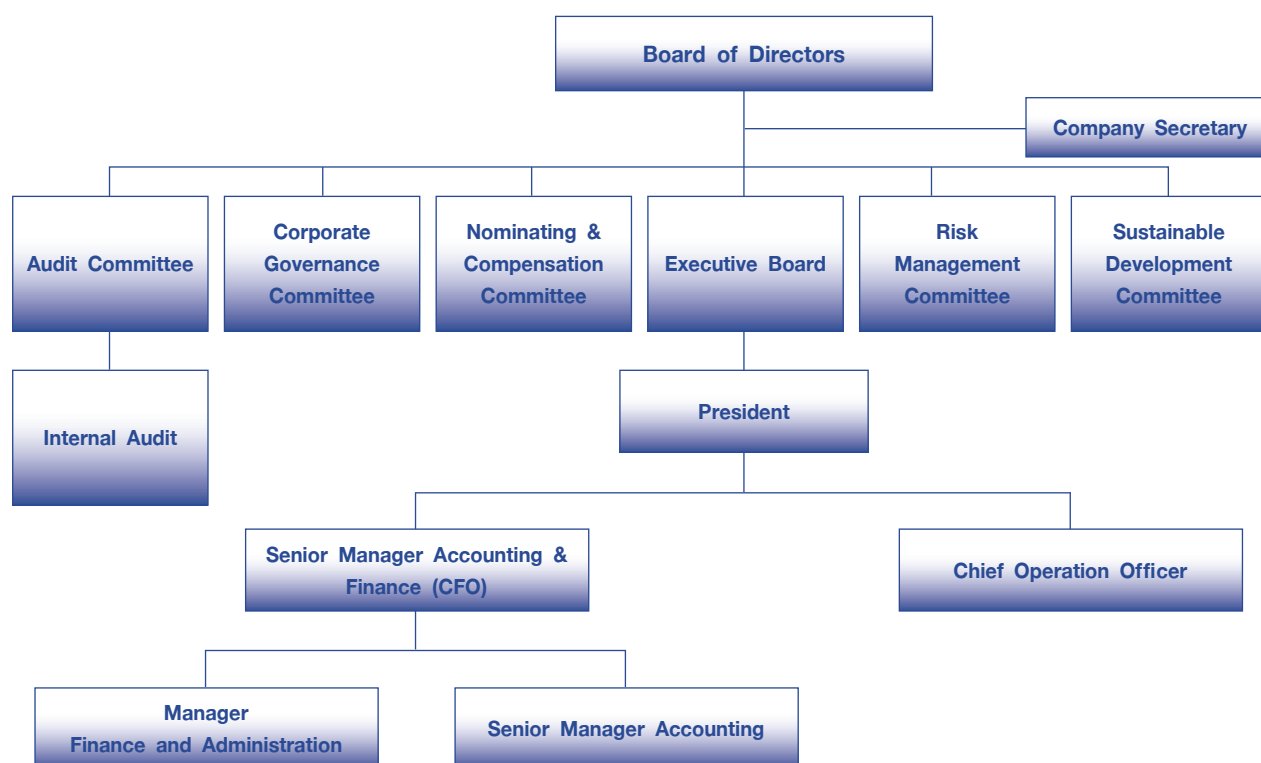 Board of Directors
Company Secretary
Audit Committee
Corporate
Governance
Committee
Nominating &
Compensation
Committee
Executive Board
Risk
Management
Committee
Sustainable
Development
Committee
Internal Audit
President
Senior Manager Accounting &
Finance (CFO)
Chief Operation Officer
Manager
Finance and Administration
Senior Manager Accounting